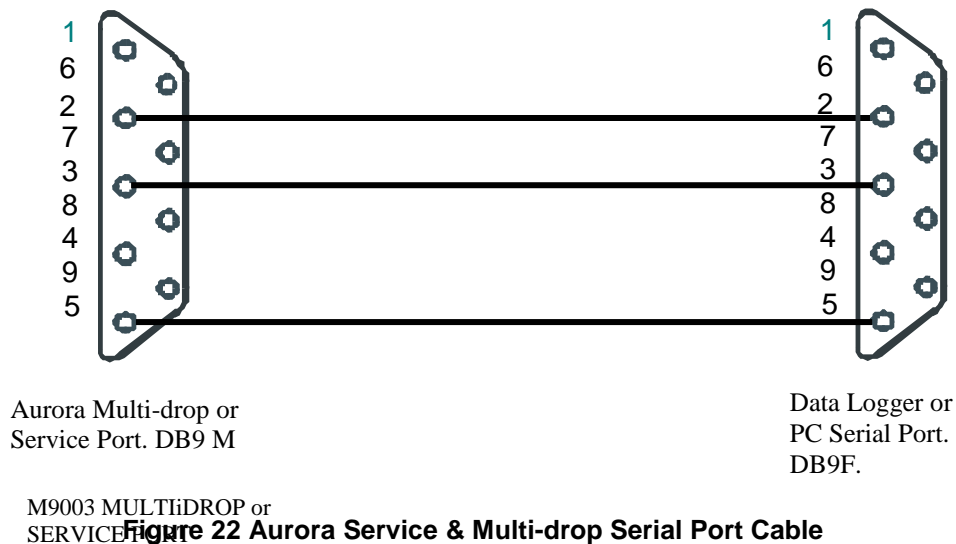 1
6
2
7
3
8
4
9
5
1
6
2
7
3
8
4
9
5
Aurora Multi-drop or
Service Port. DB9 M
Data Logger or
PC Serial Port.
DB9F.
M9003 MULTIiDROP or
SERVICE PORT
Figure 22 Aurora Service & Multi-drop Serial Port Cable